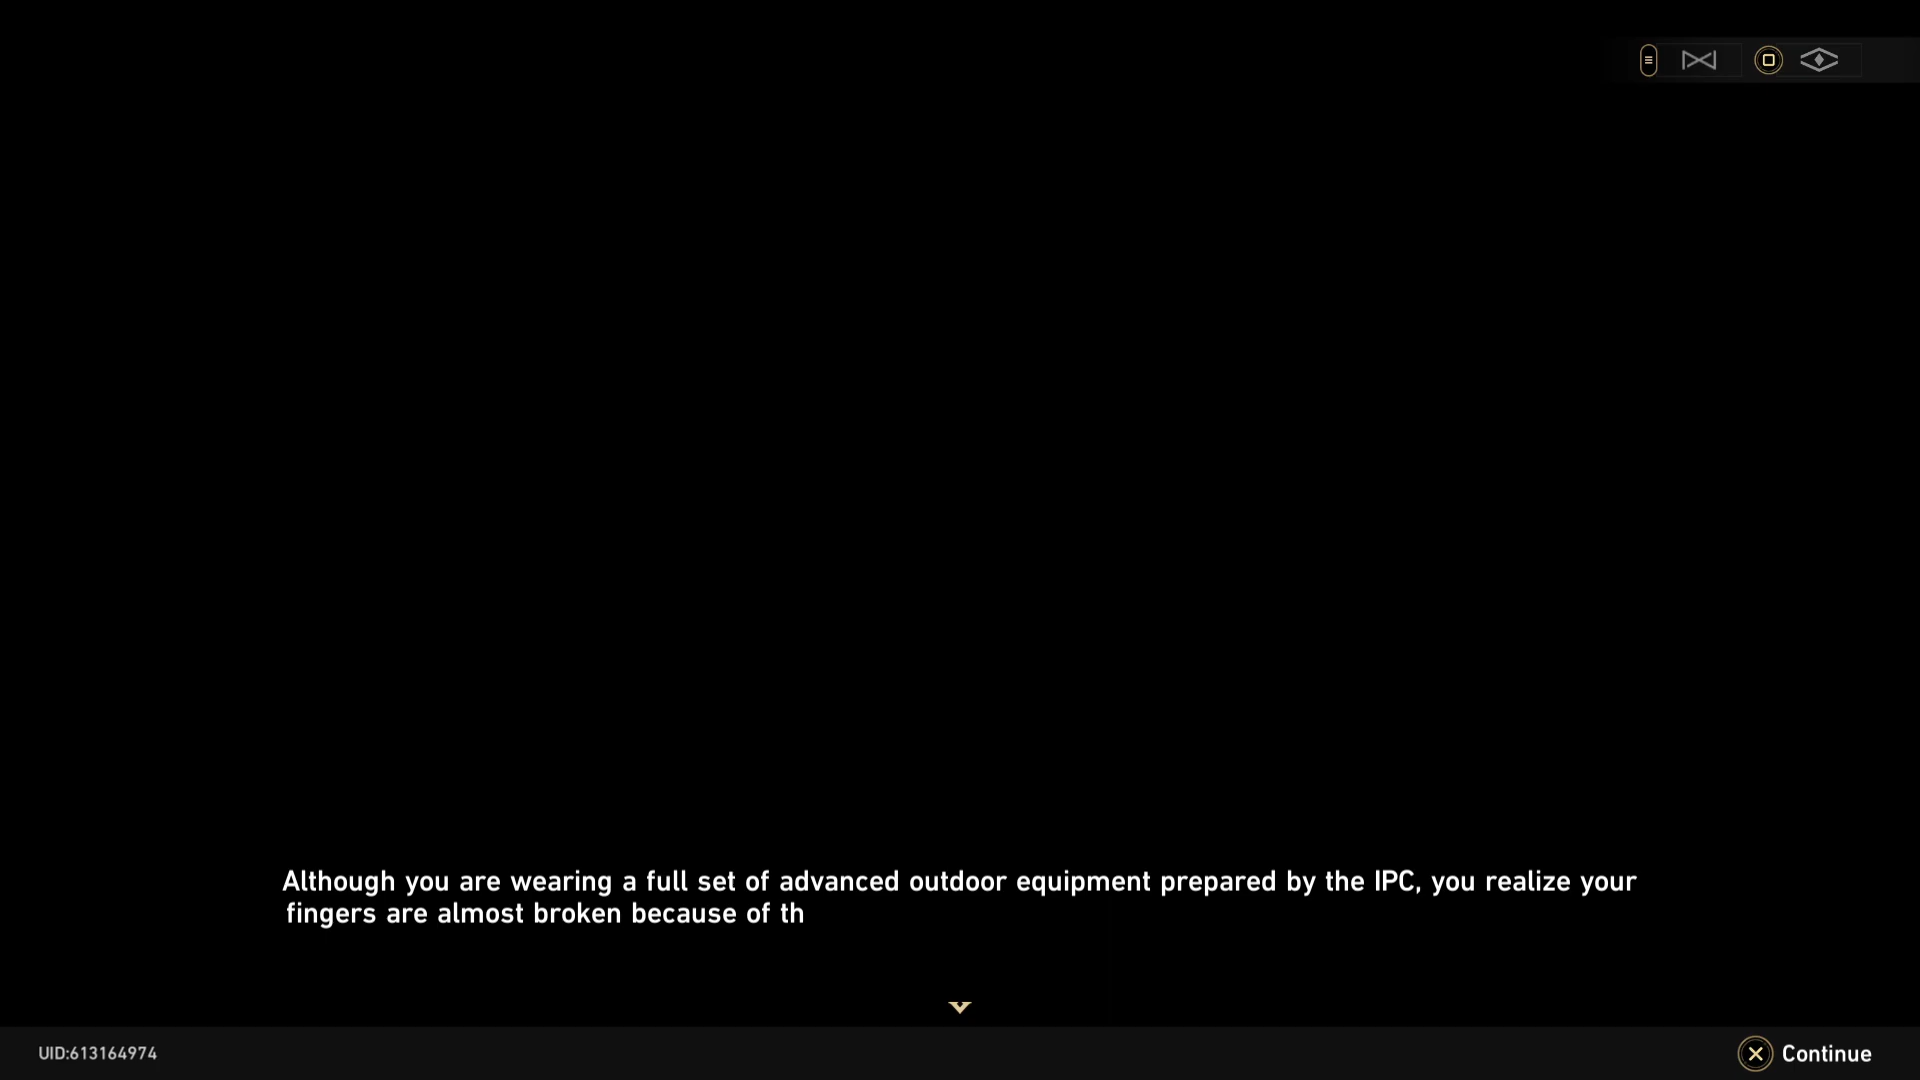 Although you are wearing a full set of advanced outdoor equipment prepared by the IPC, you realize your
fingers are almost broken because of th
UID:613164974
Continue